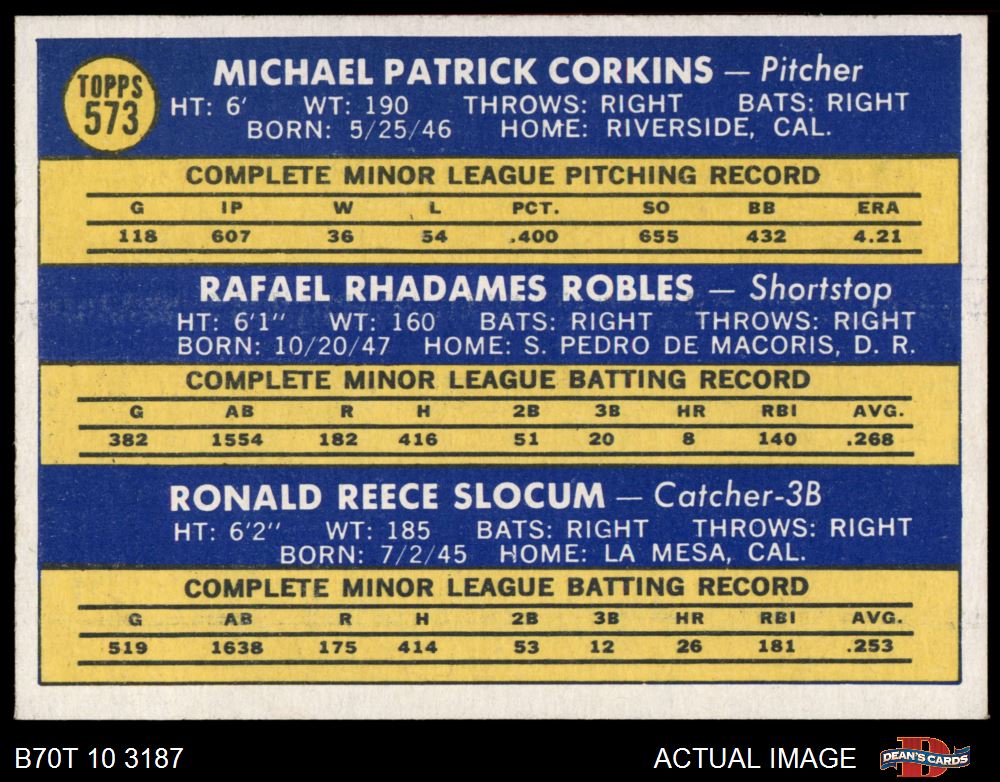 TOPPS
573
MICHAEL PATRICK CORKINS — Pitcher
HT: 6' WT: 190 THROWS: RIGHT BATS: RIGHT
BORN: 5/25/46 HOME: RIVERSIDE, CAL.
COMPLETE MINOR LEAGUE PITCHING RECORD
G IP W L PCT. SO BB ERA
118 607 36 54 .400 655 432 4.21
RAFAEL RHADAMES ROBLES — Shortstop
HT: 6'1" WT: 160 BATS: RIGHT THROWS: RIGHT
BORN: 10/20/47 HOME: S. PEDRO DE MACORIS, D. R.
COMPLETE MINOR LEAGUE BATTING RECORD
G AB R H 2B 3B HR RBI AVG.
382 1554 182 416 51 20 8 140 .268
RONALD REECE SLOCUM — Catcher-3B
HT: 6'2" WT: 185 BATS: RIGHT THROWS: RIGHT
BORN: 7/2/45 HOME: LA MESA, CAL.
COMPLETE MINOR LEAGUE BATTING RECORD
G AB R H 2B 3B HR RBI AVG.
519 1638 175 414 53 12 26 181 .253
B70T 10 3187 ACTUAL IMAGE DEAN'S CARDS